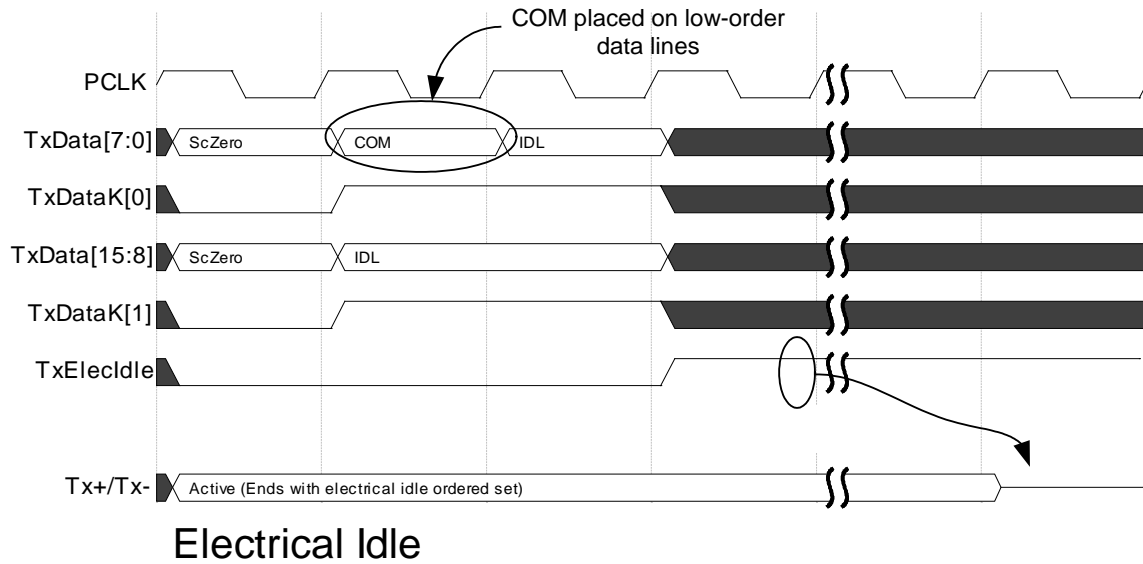 COM placed on low-order
data lines
PCLK
TxData[7:0]
ScZero
COM
IDL
TxDataK[0]
TxData[15:8]
ScZero
IDL
TxDataK[1]
TxElecIdle
Tx+/Tx-
Active (Ends with electrical idle ordered set)
Electrical Idle